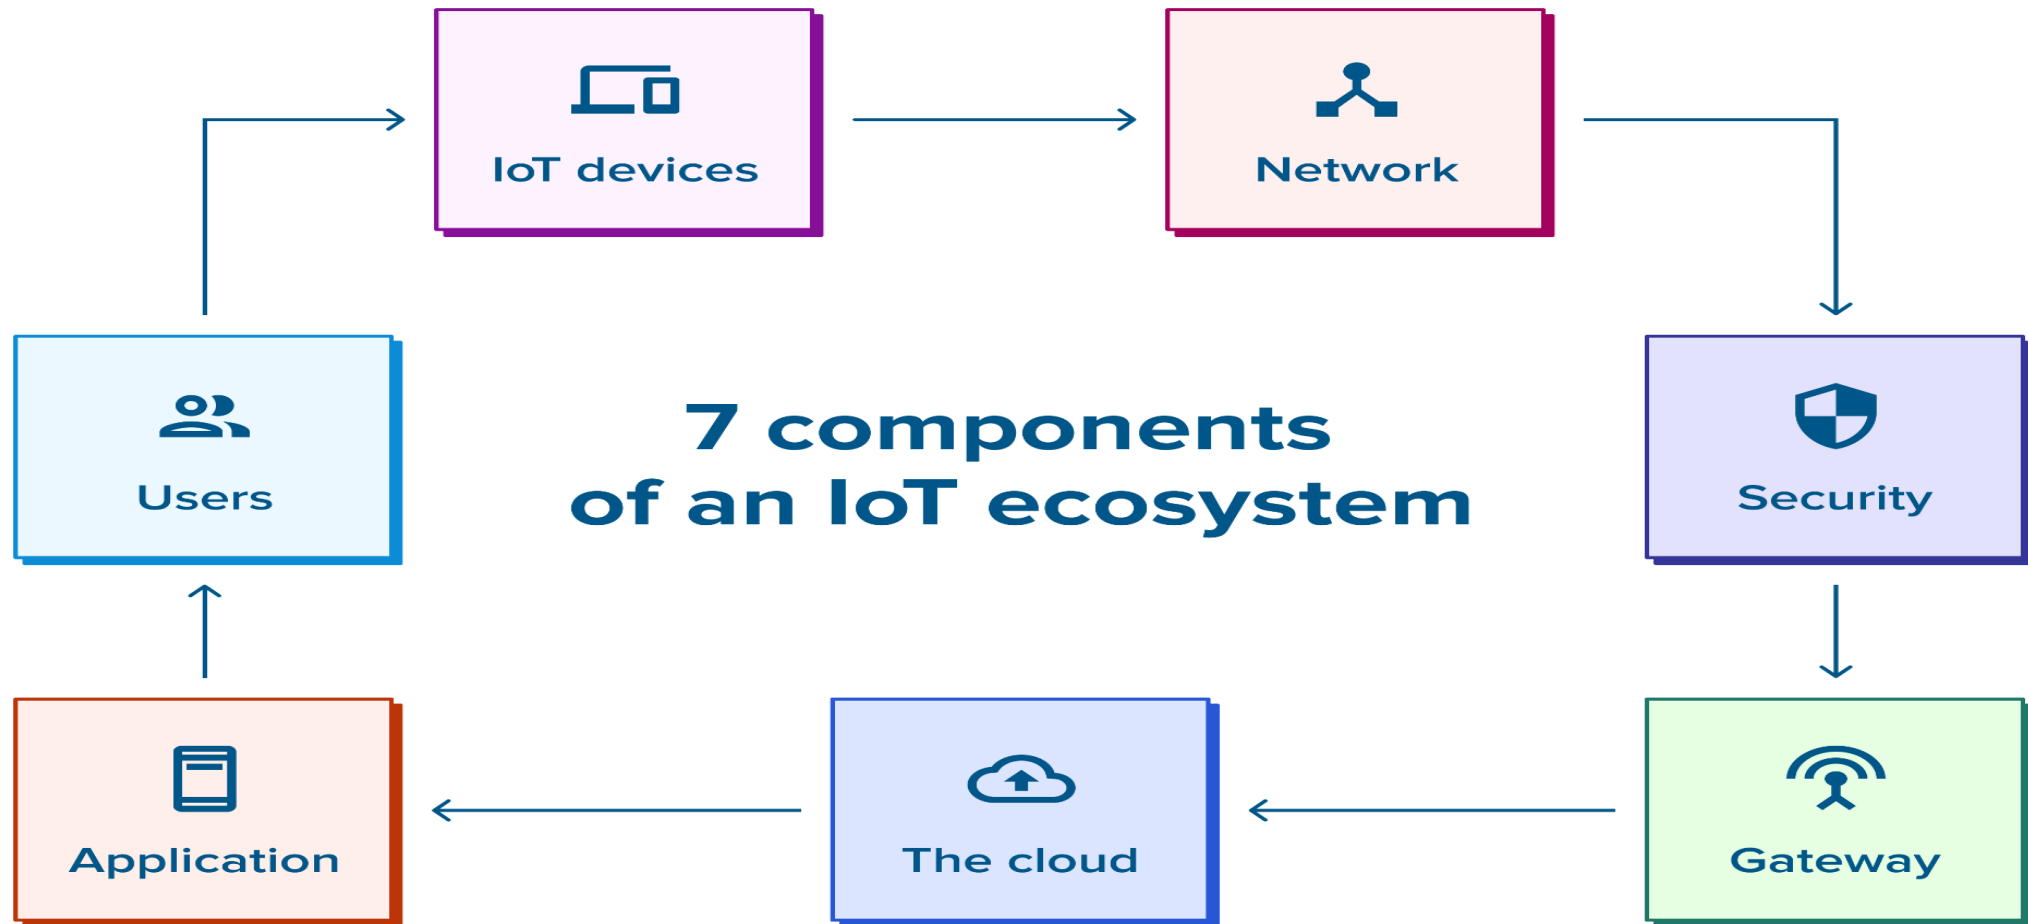 IoT devices
Network
Users
7 components
of an IoT ecosystem
Security
Application
The cloud
Gateway